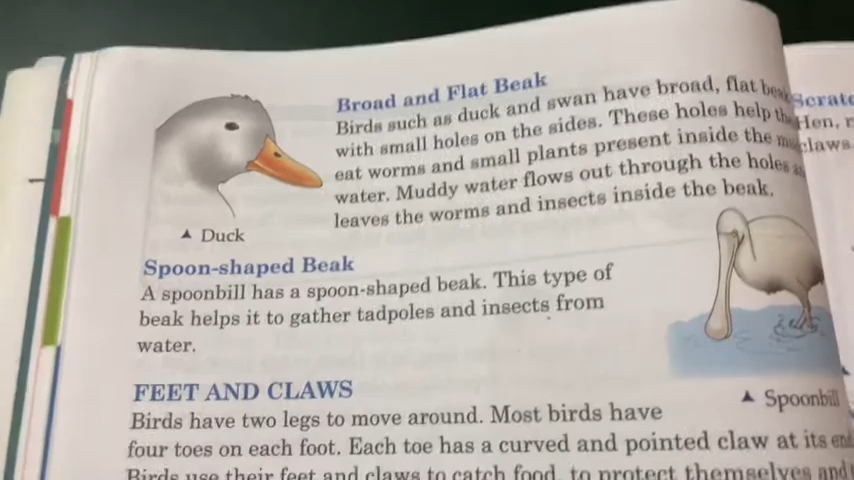 Broad and Flat Beak
Birds such as duck and swan have broad, flat
with small holes on the sides. These holes help
eat worms and small plants present inside the
water. Muddy water flows out through the holes
leaves the worms and insects inside the beak.
▲ Duck
Spoon-shaped Beak
A spoonbill has a spoon-shaped beak. This type of
beak helps it to gather tadpoles and insects from
water.
▲ Spoonbill
FEET AND CLAWS
Birds have two legs to move around. Most birds have
four toes on each foot. Each toe has a curved and pointed claw at its
Birds use their feet and claws to catch food, to protect themselves and
Hen,
claws.